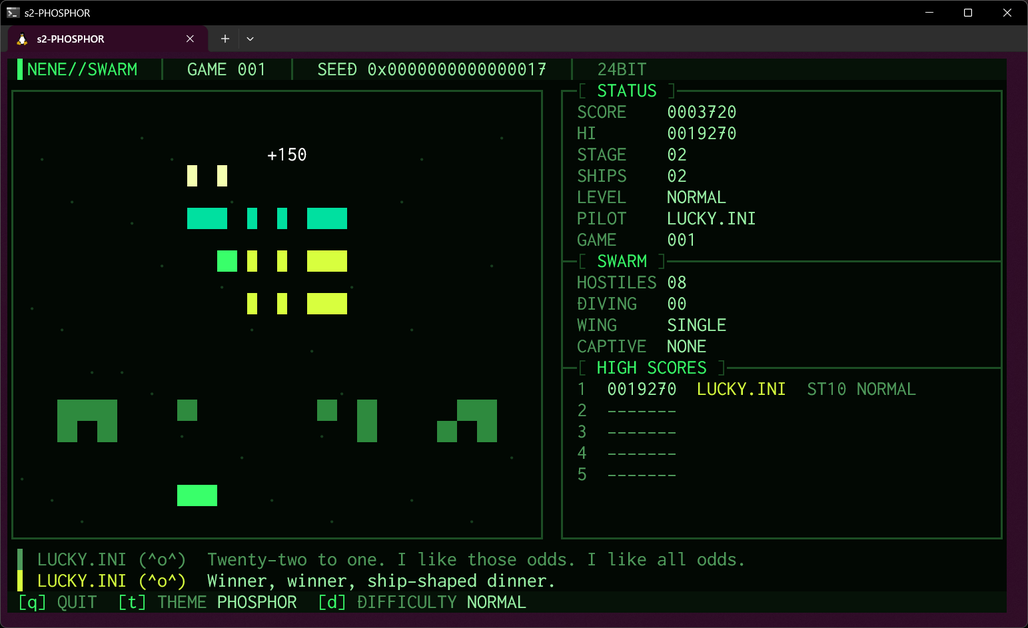 s2-PHOSPHOR
s2-PHOSPHOR
NENE//SWARM GAME 001 SEED 0x0000000000000017 24BIT
[ STATUS ]
SCORE 0003720
HI 0019270
STAGE 02
SHIPS 02
LEVEL NORMAL
PILOT LUCKY.INI
GAME 001
+150
[ SWARM ]
HOSTILES 08
DIVING 00
WING SINGLE
CAPTIVE NONE
[ HIGH SCORES ]
1 0019270 LUCKY.INI ST10 NORMAL
2 -------
3 -------
4 -------
5 -------
LUCKY.INI (^o^) Twenty-two to one. I like those odds. I like all odds.
LUCKY.INI (^o^) Winner, winner, ship-shaped dinner.
[q] QUIT [t] THEME PHOSPHOR [d] DIFFICULTY NORMAL